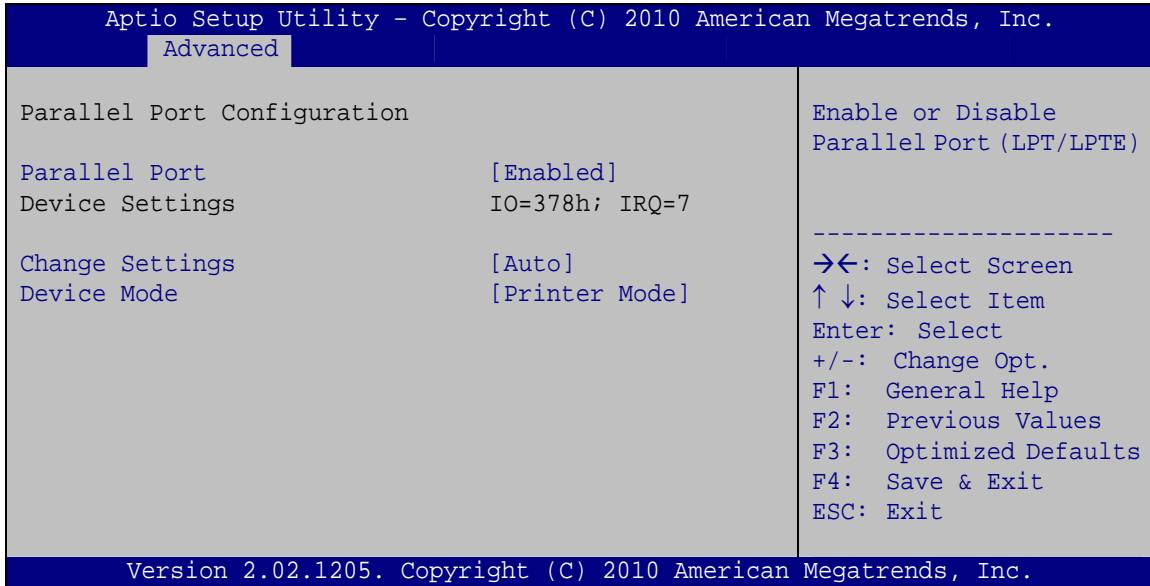 Aptio Setup Utility – Copyright (C) 2010 American Megatrends, Inc.
Advanced
Parallel Port Configuration
Parallel Port [Enabled]
Device Settings IO=378h; IRQ=7
Change Settings [Auto]
Device Mode [Printer Mode]
Enable or Disable
Parallel Port (LPT/LPTE)
---------------------
→←: Select Screen
↑ ↓: Select Item
Enter: Select
+/-: Change Opt.
F1: General Help
F2: Previous Values
F3: Optimized Defaults
F4: Save & Exit
ESC: Exit
Version 2.02.1205. Copyright (C) 2010 American Megatrends, Inc.